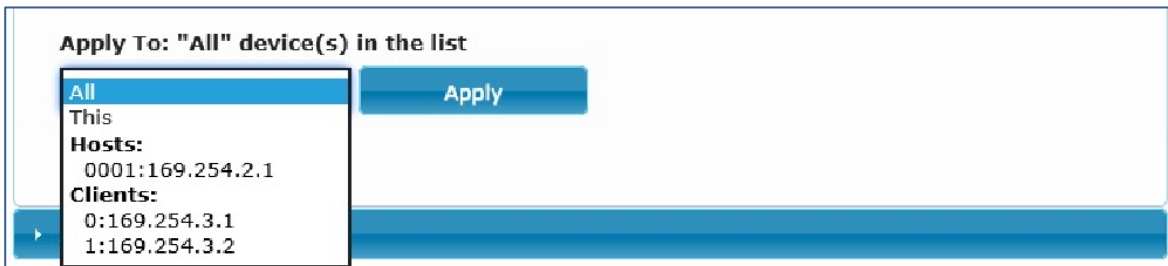 Apply To: "All" device(s) in the list
All
Apply
This
Hosts:
0001:169.254.2.1
Clients:
0:169.254.3.1
1:169.254.3.2